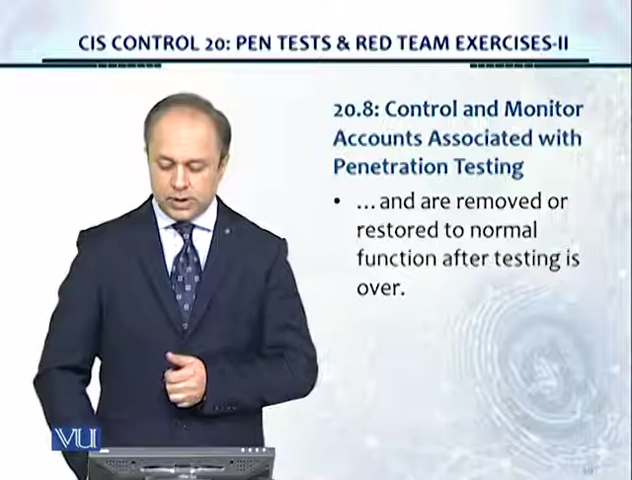 CIS CONTROL 20: PEN TESTS & RED TEAM EXERCISES-II
20.8: Control and Monitor
Accounts Associated with
Penetration Testing
• ...and are removed or
restored to normal
function after testing is
over.
VU